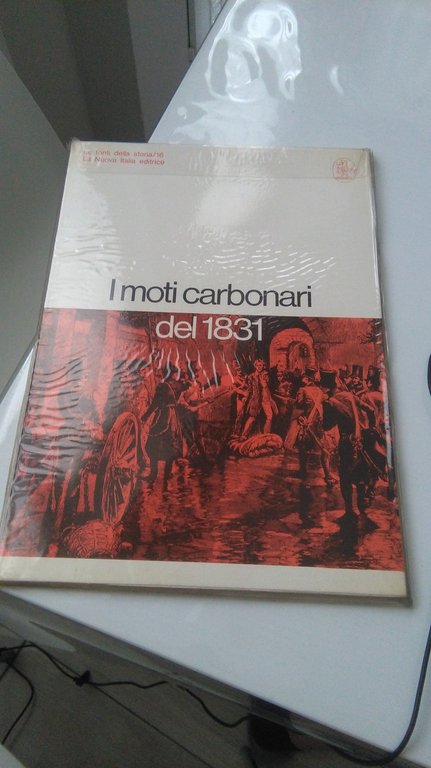 Le fonti della storia/16
La Nuova Italia editrice
I moti carbonari
del 1831